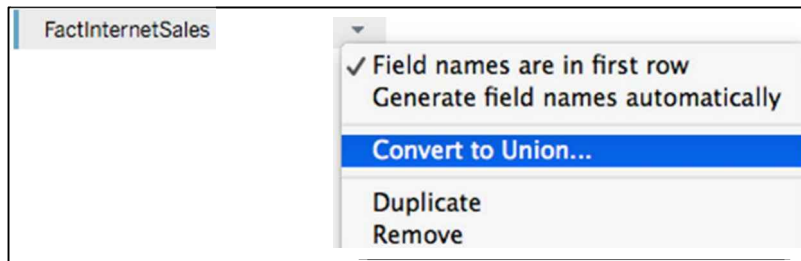 FactInternetSales
✓ Field names are in first row
Generate field names automatically
Convert to Union...
Duplicate
Remove